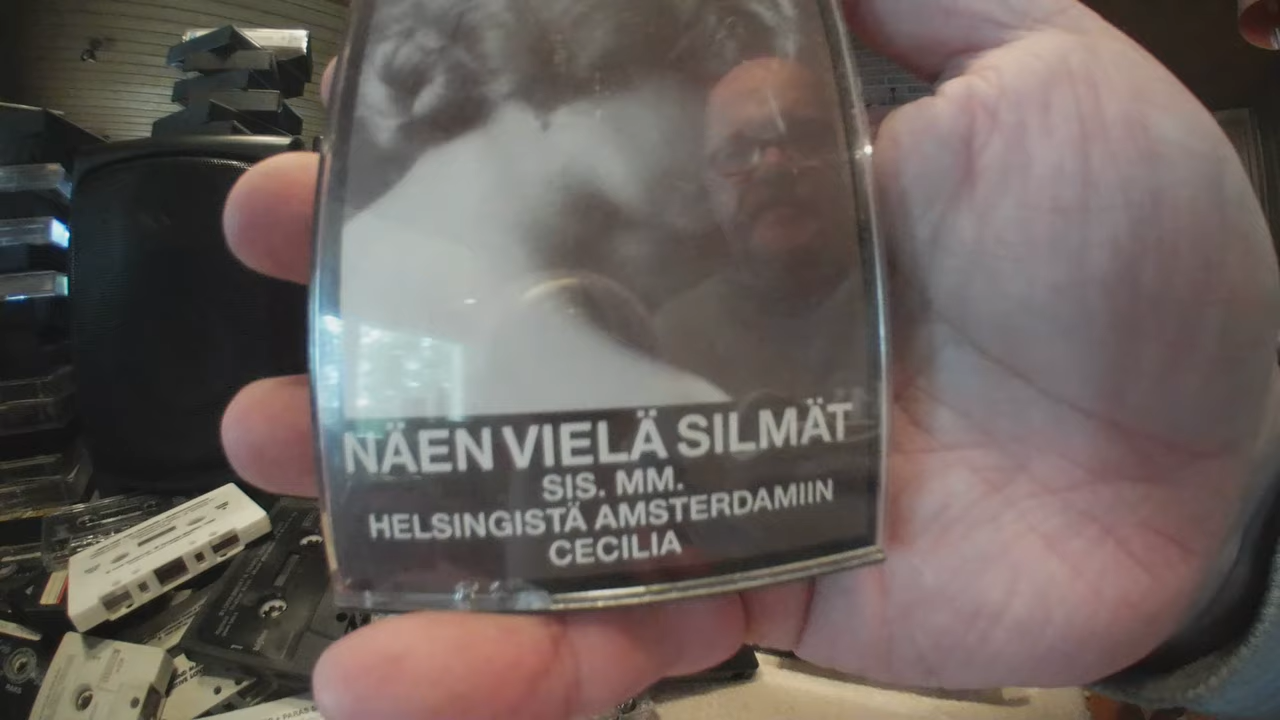 NÄEN VIELÄ SILMÄT
SIS. MM.
HELSINGISTÄ AMSTERDAMIIN
CECILIA